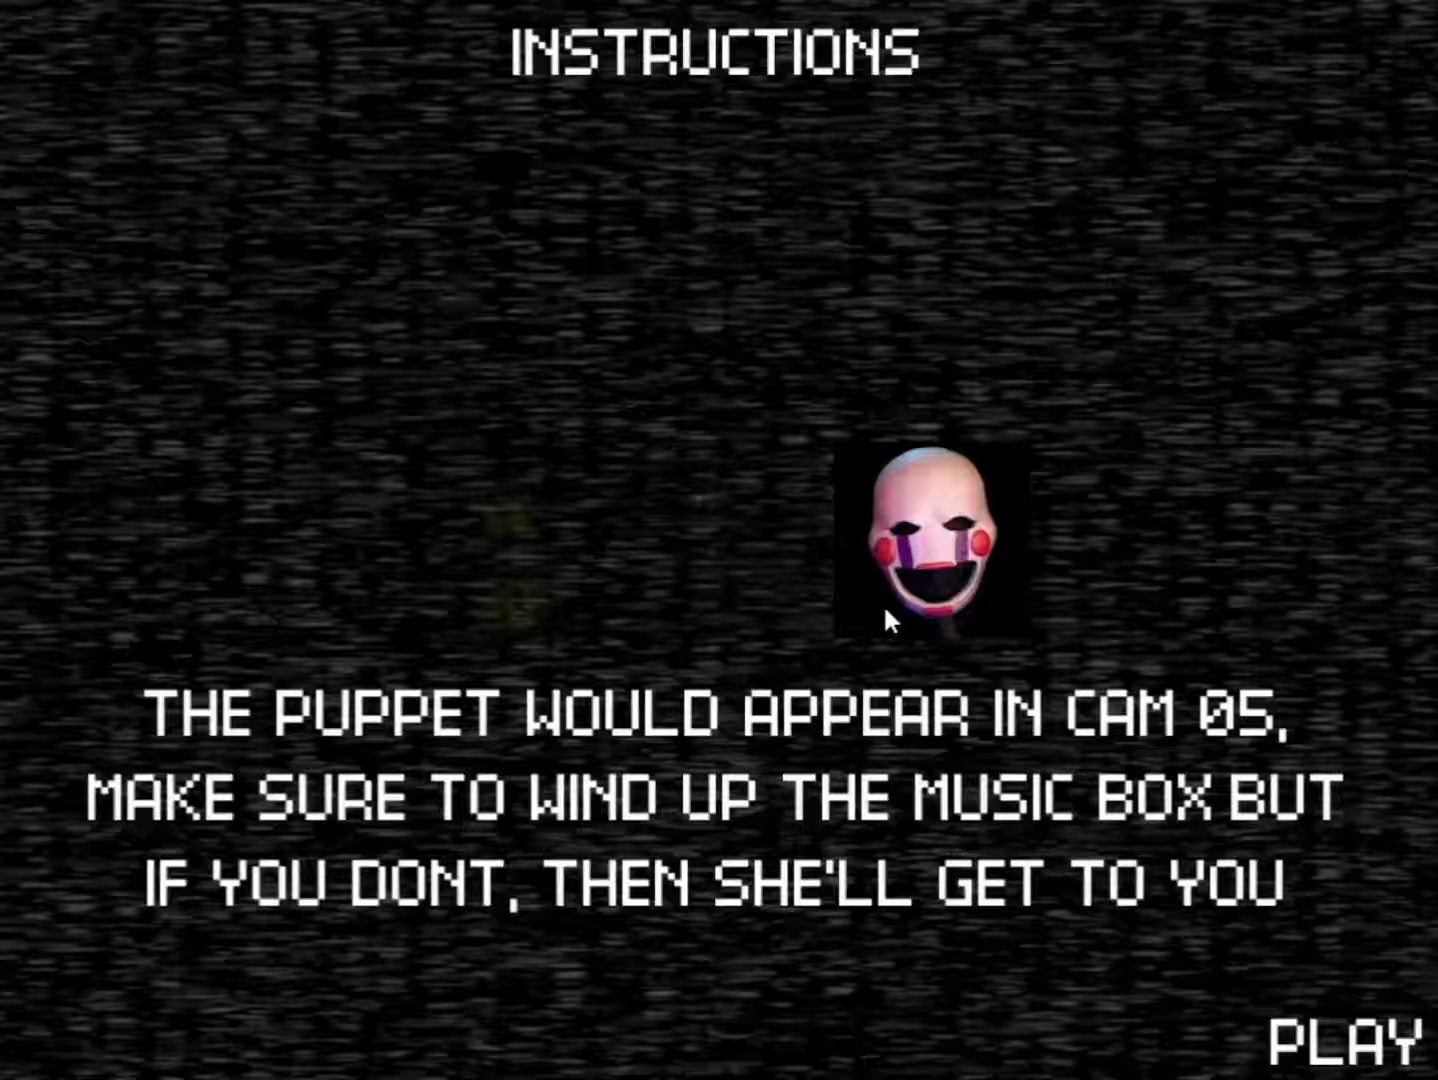 INSTRUCTIONS
THE PUPPET WOULD APPEAR IN CAM 05,
MAKE SURE TO WIND UP THE MUSIC BOX BUT
IF YOU DONT, THEN SHE'LL GET TO YOU
PLAY